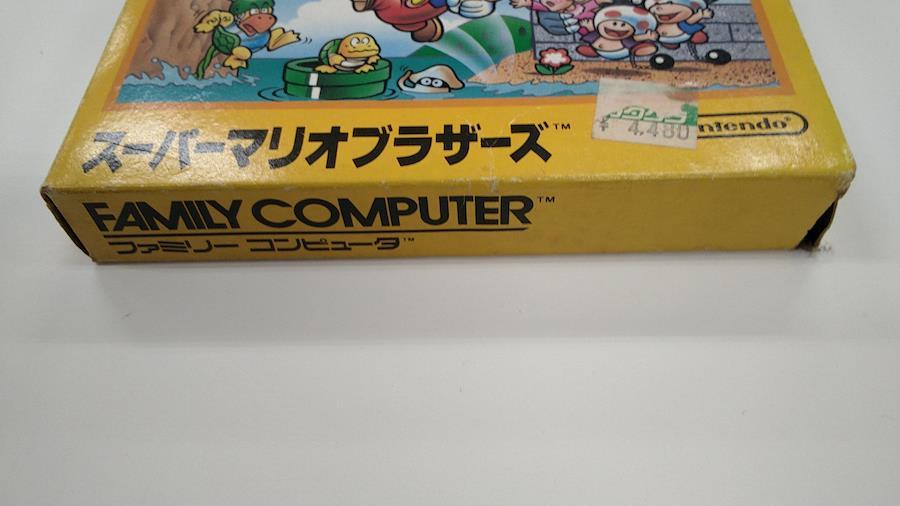 スーパーマリオブラザーズ™
¥ 4,480
Nintendo
FAMILY COMPUTER™
ファミリー コンピュータ™